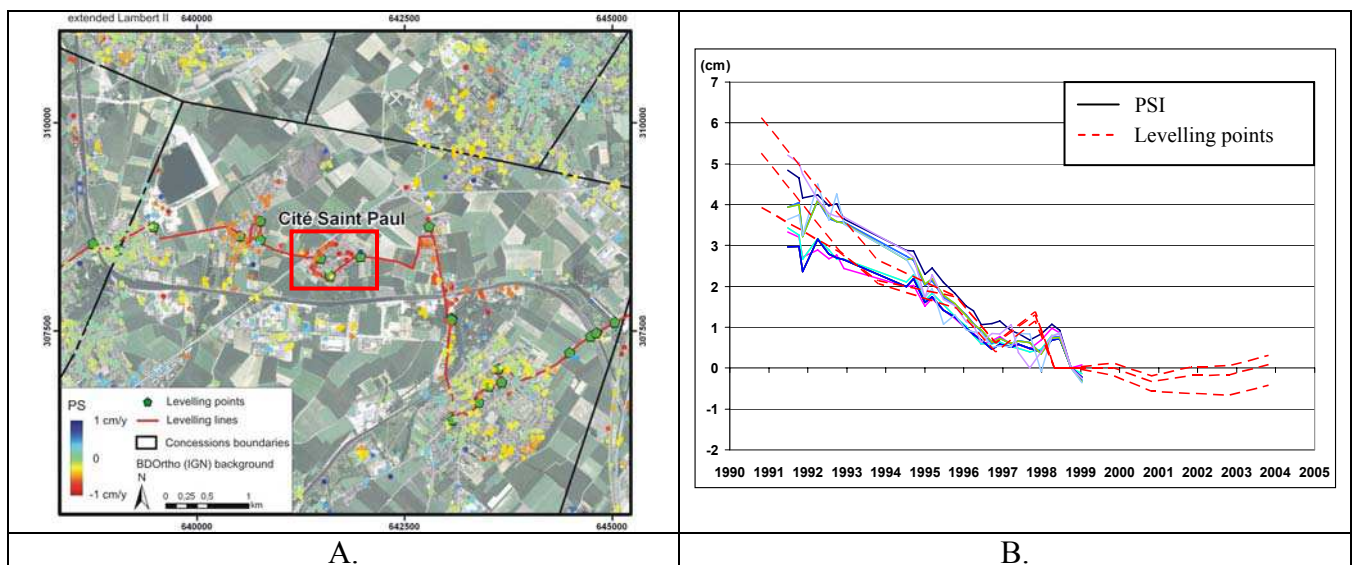 extended Lambert II
640000
642500
645000
310000
310000
Cité Saint Paul
307500
307500
PS
1 cm/y
0
-1 cm/y
Levelling points
Levelling lines
Concessions boundaries
BDOrtho (IGN) background
N
0 0,25 0,5 1
km
640000
642500
645000
A.
(cm)
7
6
5
4
3
2
1
0
-1
-2
PSI
Levelling points
1990 1991 1992 1993 1994 1995 1996 1997 1998 1999 2000 2001 2002 2003 2004 2005
B.